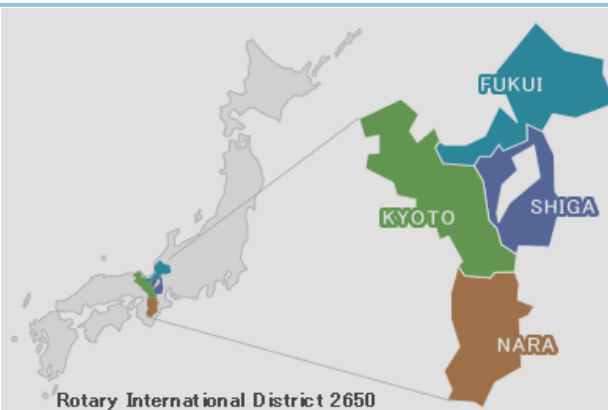 FUKUI
KYOTO
SHIGA
NARA
Rotary International District 2650